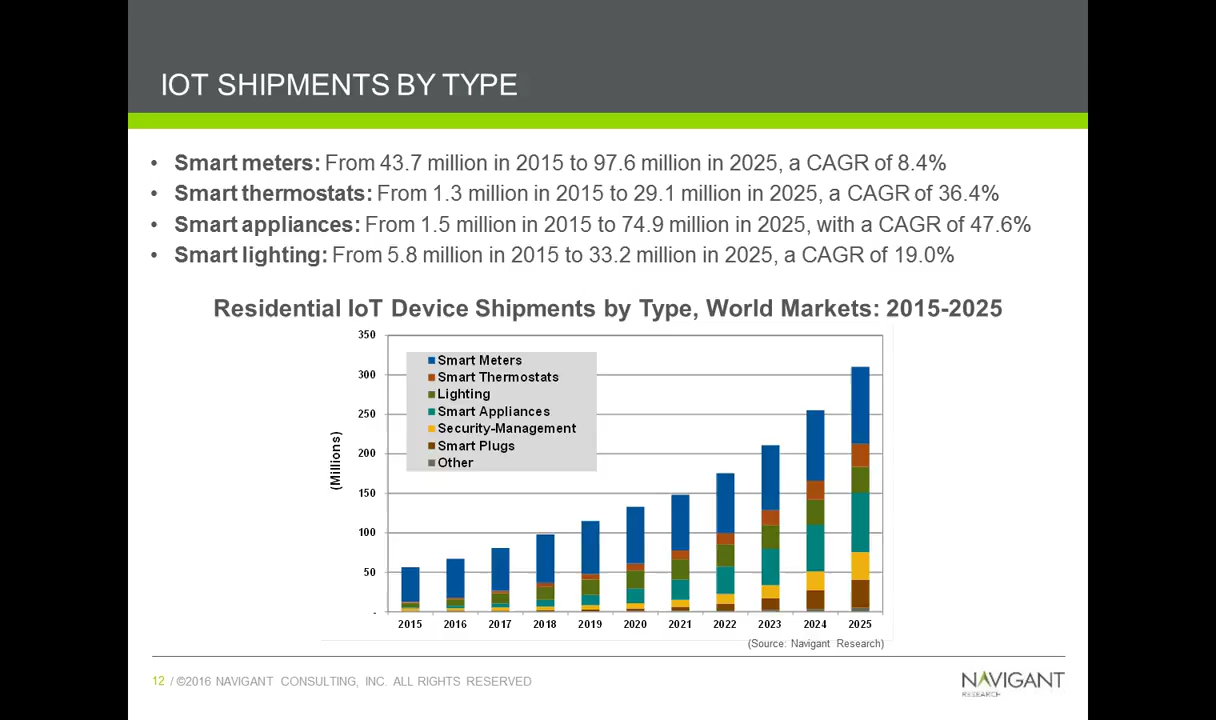 IOT SHIPMENTS BY TYPE
• Smart meters: From 43.7 million in 2015 to 97.6 million in 2025, a CAGR of 8.4%
• Smart thermostats: From 1.3 million in 2015 to 29.1 million in 2025, a CAGR of 36.4%
• Smart appliances: From 1.5 million in 2015 to 74.9 million in 2025, with a CAGR of 47.6%
• Smart lighting: From 5.8 million in 2015 to 33.2 million in 2025, a CAGR of 19.0%
Residential IoT Device Shipments by Type, World Markets: 2015-2025
350
300
250
200
150
100
50
-
(Millions)
Smart Meters
Smart Thermostats
Lighting
Smart Appliances
Security-Management
Smart Plugs
Other
2015 2016 2017 2018 2019 2020 2021 2022 2023 2024 2025
(Source: Navigant Research)
12 / ©2016 NAVIGANT CONSULTING, INC. ALL RIGHTS RESERVED
NAVIGANT
RESEARCH